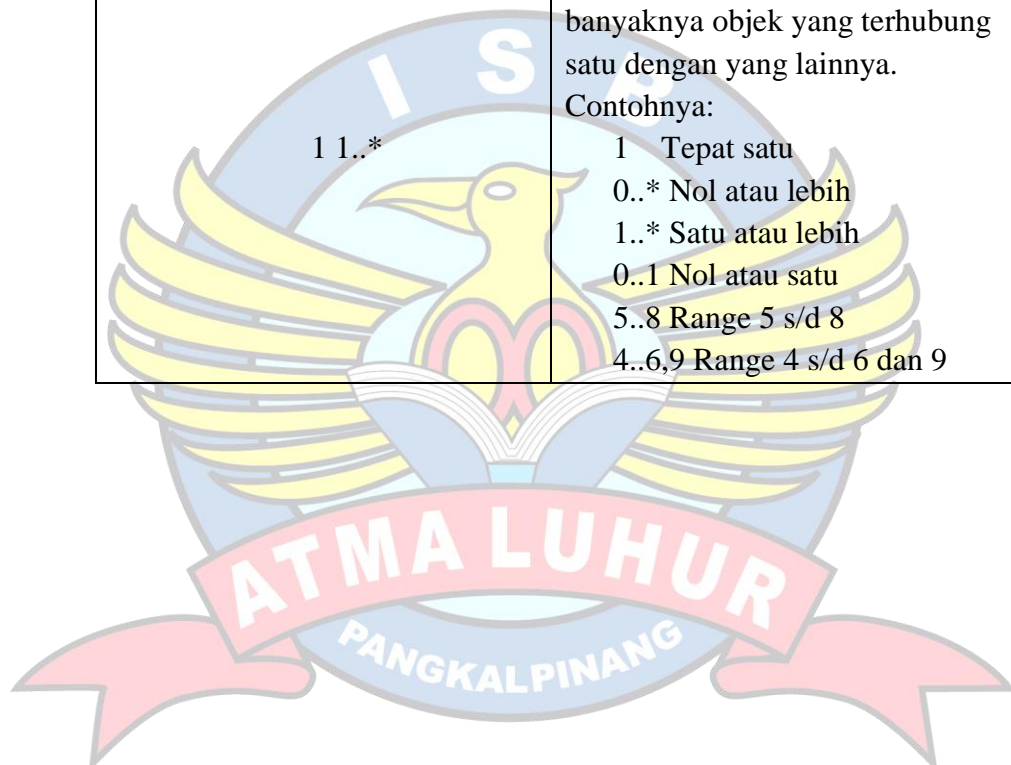 banyaknya objek yang terhubung
satu dengan yang lainnya.
Contohnya:
1 1..*
1 Tepat satu
0..* Nol atau lebih
1..* Satu atau lebih
0..1 Nol atau satu
5..8 Range 5 s/d 8
4..6,9 Range 4 s/d 6 dan 9
I S B
ATMA LUHUR
PANGKALPINANG